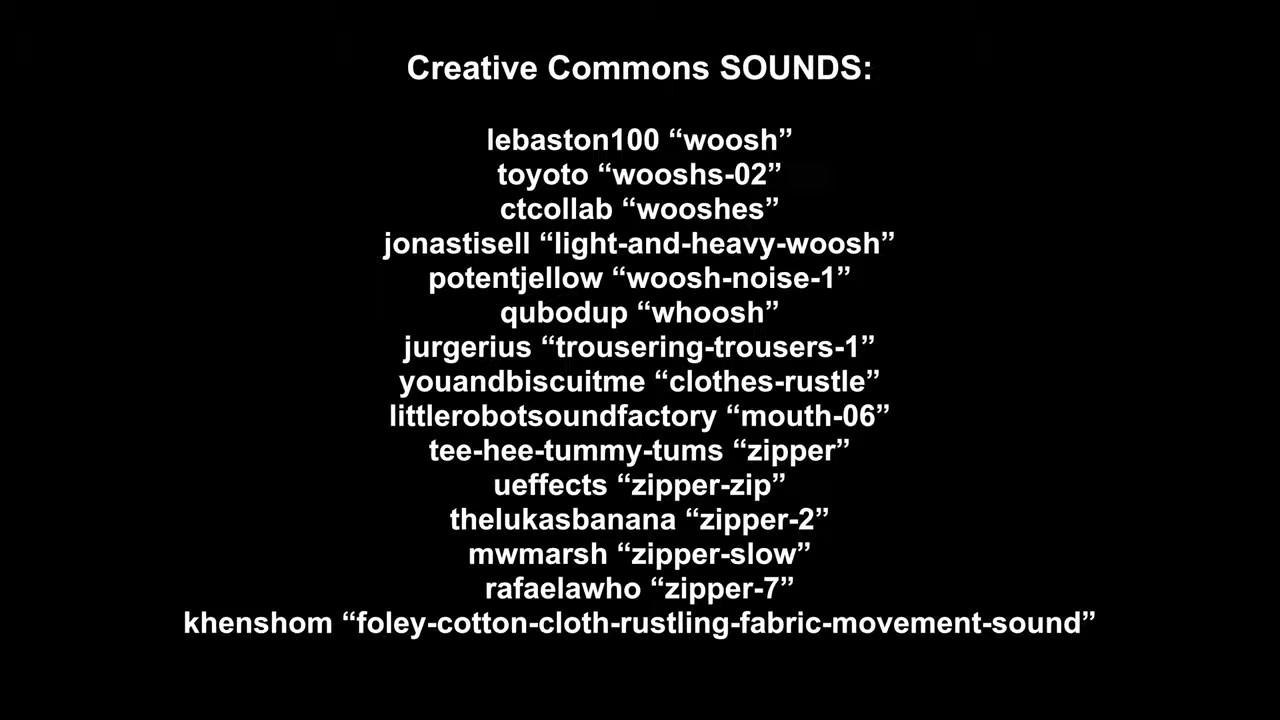 Creative Commons SOUNDS:
lebaston100 “woosh”
toyoto “wooshs-02”
ctcollab “wooshes”
jonastisell “light-and-heavy-woosh”
potentjellow “woosh-noise-1”
qubodup “whoosh”
jurgerius “trousering-trousers-1”
youandbiscuitme “clothes-rustle”
littlerobotsoundfactory “mouth-06”
tee-hee-tummy-tums “zipper”
ueffects “zipper-zip”
thelukasbanana “zipper-2”
mwmarsh “zipper-slow”
rafaelawho “zipper-7”
khenshom “foley-cotton-cloth-rustling-fabric-movement-sound”